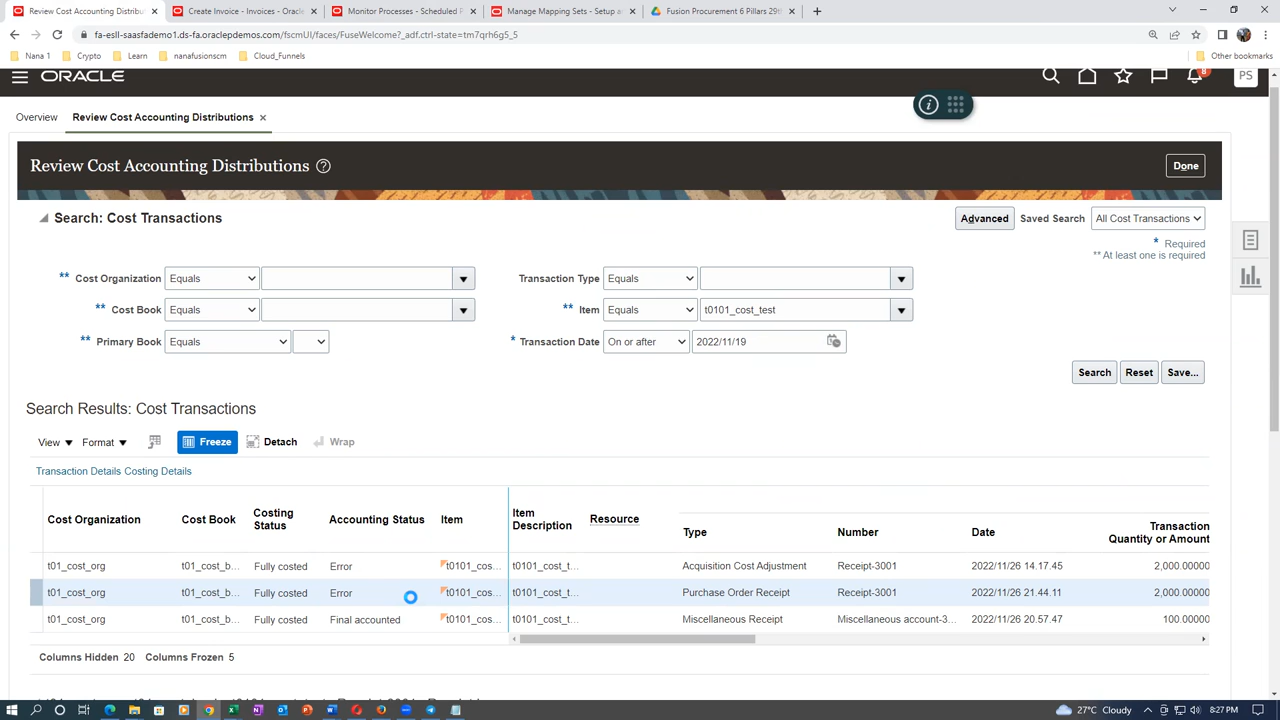 Review Cost Accounting Distribu
Create Invoice - Invoices - Oracle
Monitor Processes - Scheduled P
Manage Mapping Sets - Setup a
Fusion Procurement 6 Pillars 29th
fa-esll-saasfademo1.ds-fa.oraclepdemos.com/fscmUI/faces/FuseWelcome?_adf.ctrl-state=tm7qrh6g5_5
Nana 1 Crypto Learn nanafusionscm Cloud_Funnels Other bookmarks
ORACLE 8 PS
Overview Review Cost Accounting Distributions
Review Cost Accounting Distributions Done
Search: Cost Transactions Advanced Saved Search All Cost Transactions
* Required
** At least one is required
** Cost Organization Equals Transaction Type Equals
** Cost Book Equals ** Item Equals t0101_cost_test
** Primary Book Equals * Transaction Date On or after 2022/11/19
Search Reset Save...
Search Results: Cost Transactions
View Format Freeze Detach Wrap
Transaction Details Costing Details
Cost Organization Cost Book Costing Status Accounting Status Item Item Description Resource Type Number Date Transaction Quantity or Amount
t01_cost_org t01_cost_b... Fully costed Error t0101_cos... t0101_cost_t... Acquisition Cost Adjustment Receipt-3001 2022/11/26 14.17.45 2,000.00000
t01_cost_org t01_cost_b... Fully costed Error t0101_cos... t0101_cost_t... Purchase Order Receipt Receipt-3001 2022/11/26 21.44.11 2,000.00000
t01_cost_org t01_cost_b... Fully costed Final accounted t0101_cos... t0101_cost_t... Miscellaneous Receipt Miscellaneous account-3... 2022/11/26 20.57.47 100.00000
Columns Hidden 20 Columns Frozen 5
27°C Cloudy 8:27 PM